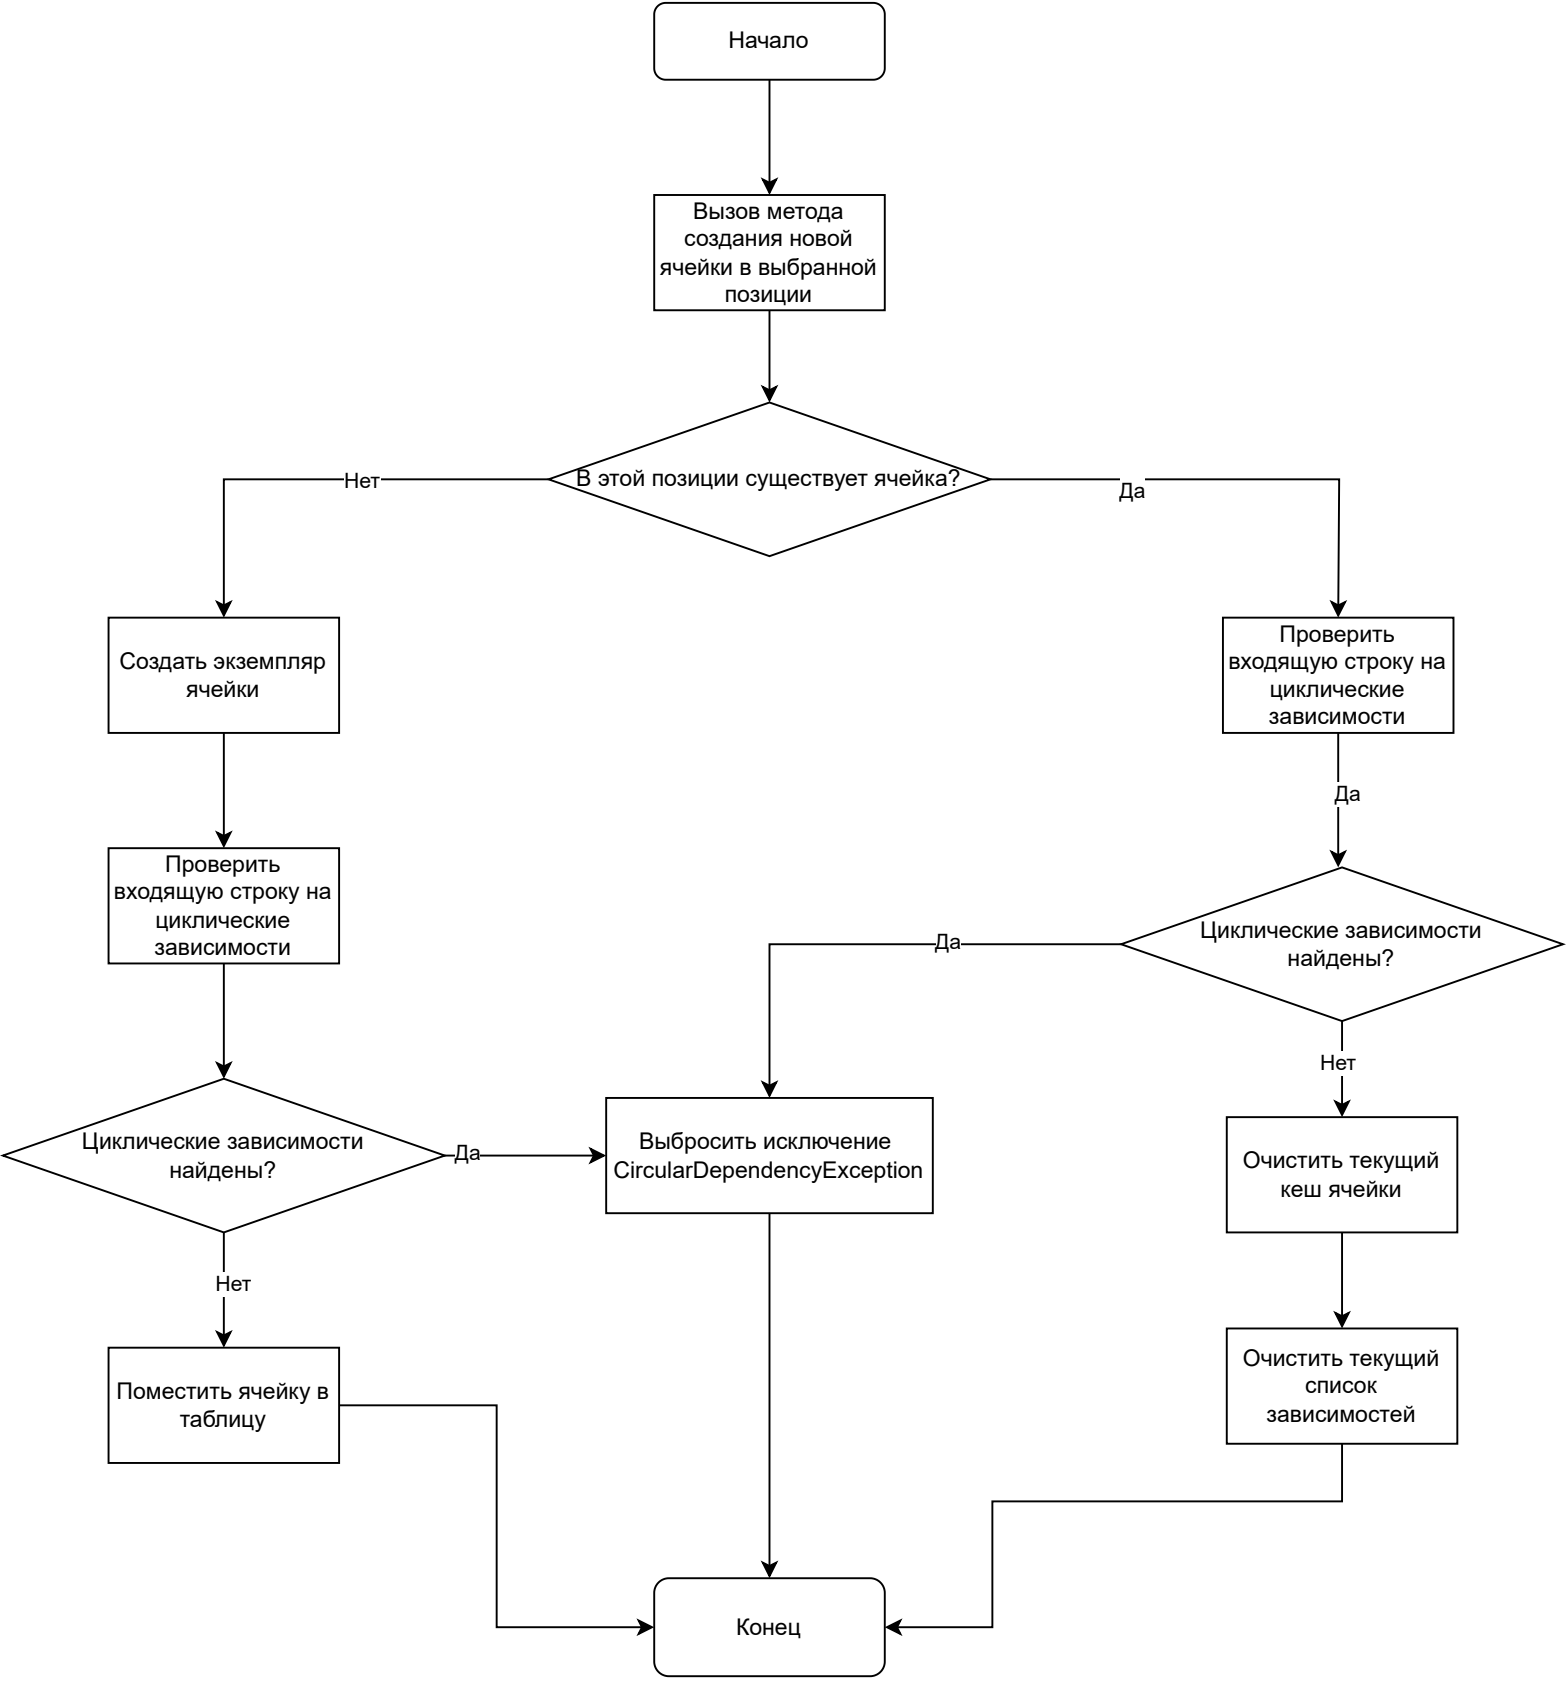 Начало
Вызов метода
создания новой
ячейки в выбранной
позиции
В этой позиции существует ячейка?
Нет
Да
Создать экземпляр
ячейки
Проверить
входящую строку на
циклические
зависимости
Да
Проверить
входящую строку на
циклические
зависимости
Циклические зависимости
найдены?
Да
Нет
Циклические зависимости
найдены?
Да
Выбросить исключение
CircularDependencyException
Очистить текущий
кеш ячейки
Нет
Поместить ячейку в
таблицу
Очистить текущий
список
зависимостей
Конец